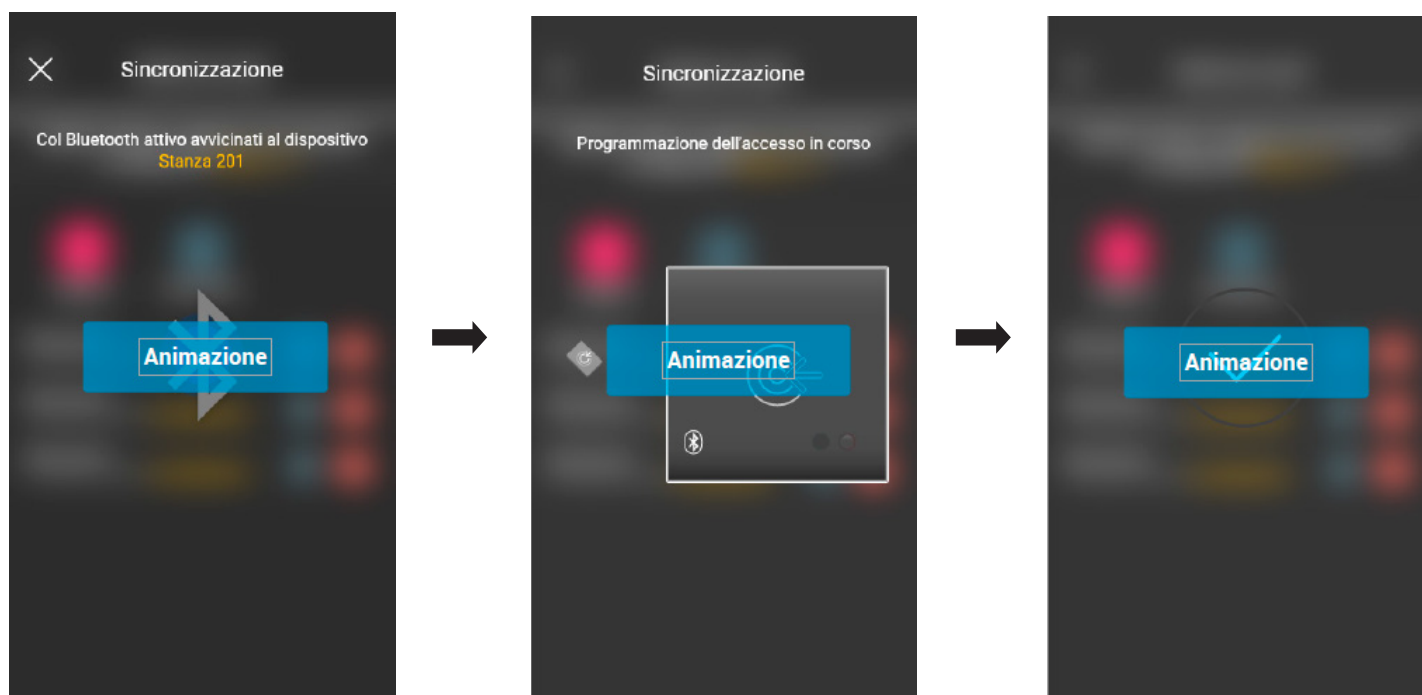 Sincronizzazione
Col Bluetooth attivo avvicinati al dispositivo
Stanza 201
Animazione
Sincronizzazione
Programmazione dell'accesso in corso
Animazione
Animazione